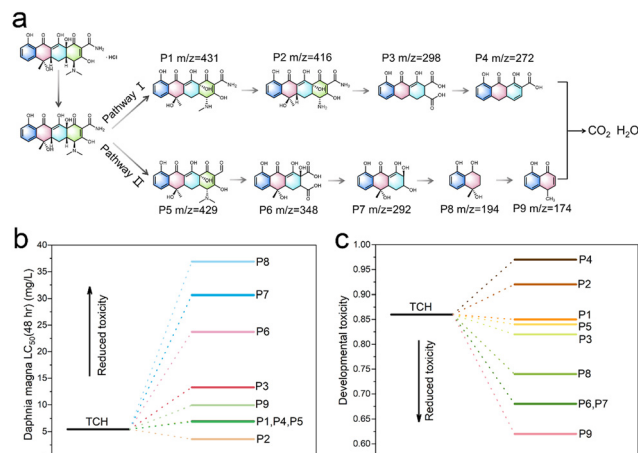 a
P1 m/z=431
P2 m/z=416
P3 m/z=298
P4 m/z=272
Pathway I
Pathway II
CO2 H2O
P5 m/z=429
P6 m/z=348
P7 m/z=292
P8 m/z=194
P9 m/z=174
b
Daphnia magna LC50(48 hr) (mg/L)
40
35
30
25
20
15
10
5
Reduced toxicity
TCH
P8
P7
P6
P3
P9
P1,P4,P5
P2
c
Developmental toxicity
1.00
0.95
0.90
0.85
0.80
0.75
0.70
0.65
0.60
TCH
Reduced toxicity
P4
P2
P1
P5
P3
P8
P6,P7
P9